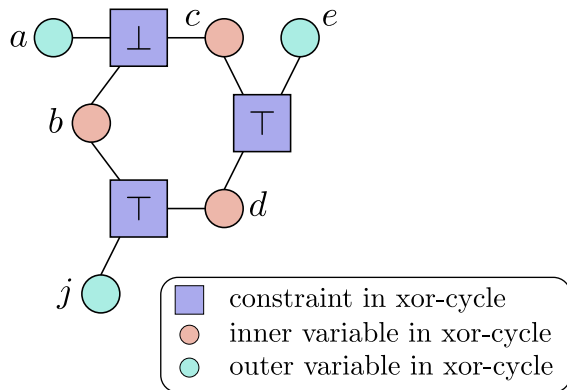 a ⊥ c e
b ⊤
⊤ d
j
constraint in xor-cycle
inner variable in xor-cycle
outer variable in xor-cycle